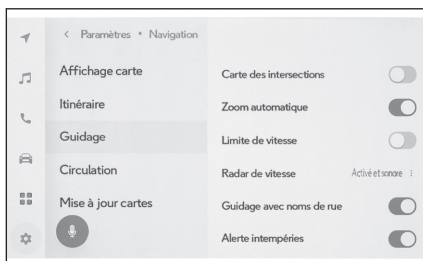 < Paramètres • Navigation
Affichage carte
Itinéraire
Guidage
Circulation
Mise à jour cartes
Carte des intersections
Zoom automatique
Limite de vitesse
Radar de vitesse Activé et sonore
Guidage avec noms de rue
Alerte intempéries